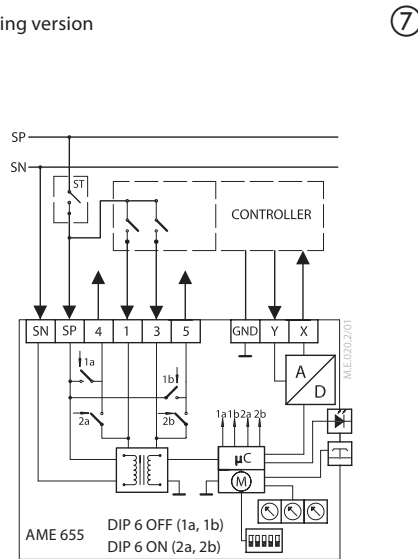 ing version
⑦
SP
SN
ST
CONTROLLER
SN SP 4 1 3 5 GND Y X
1a
1b
2a
2b
A
D
M.E.020.2/01
1a 1b 2a 2b
µC
M
AME 655
DIP 6 OFF (1a, 1b)
DIP 6 ON (2a, 2b)